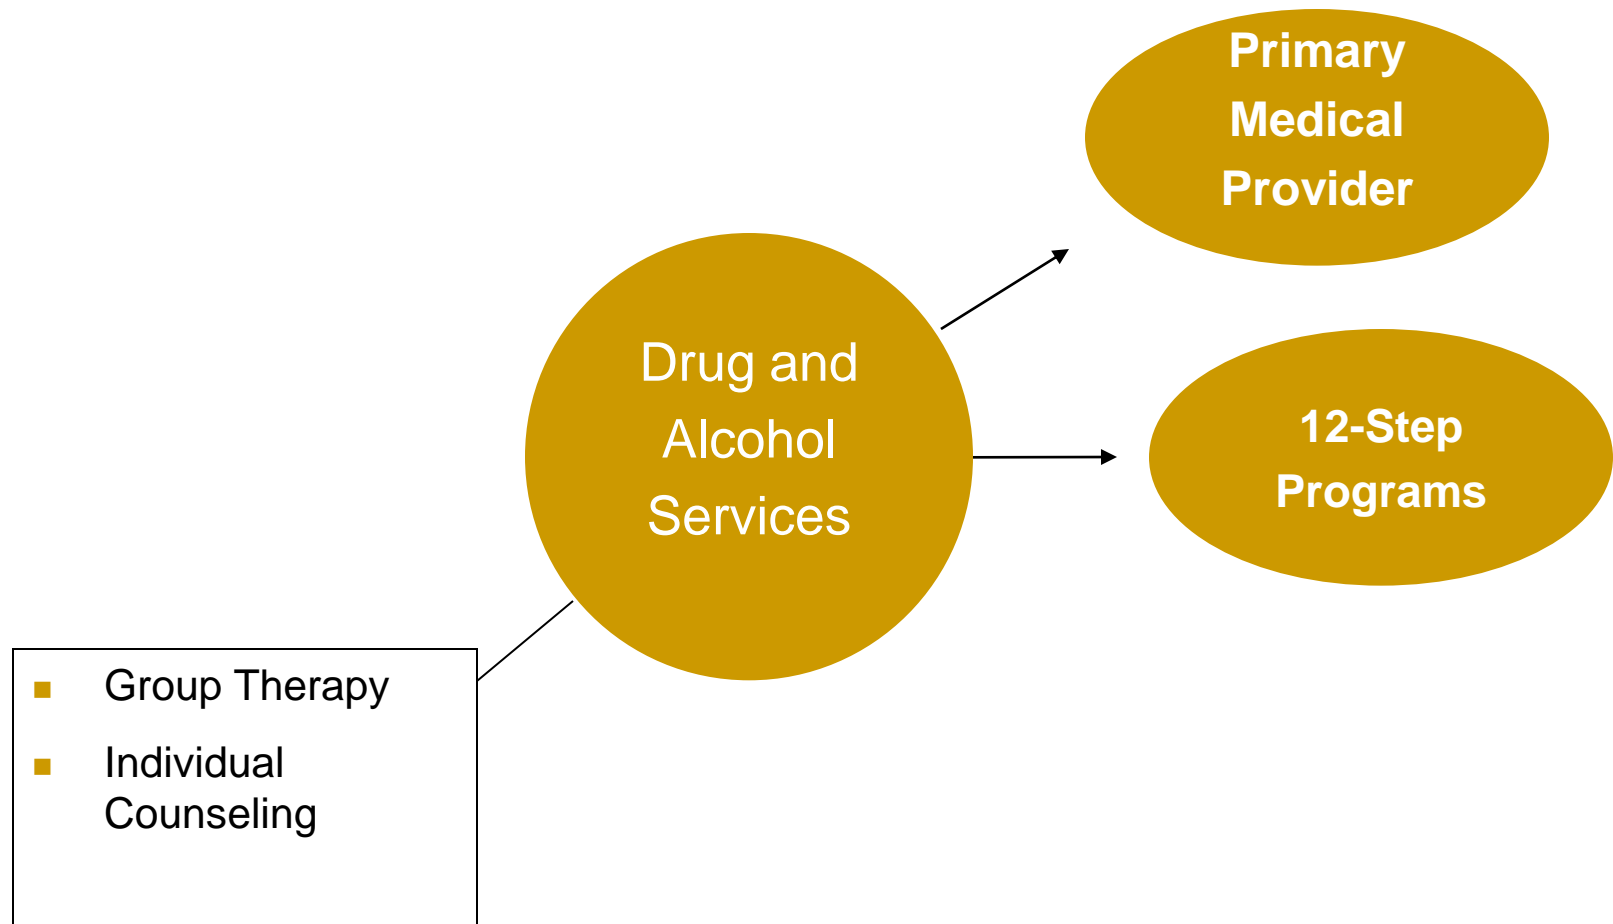 Primary
Medical
Provider
Drug and
Alcohol
Services
12-Step
Programs
Group Therapy
Individual
Counseling